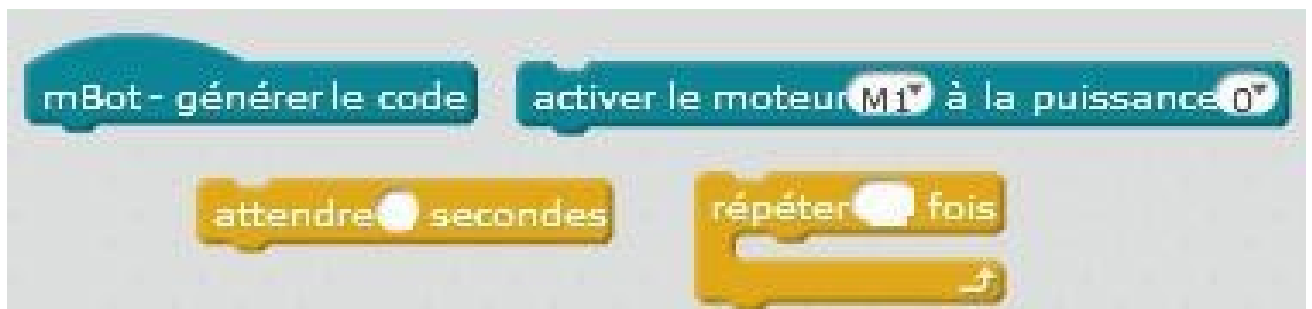 mBot - générer le code
activer le moteur M1 à la puissance 0
attendre secondes
répéter fois